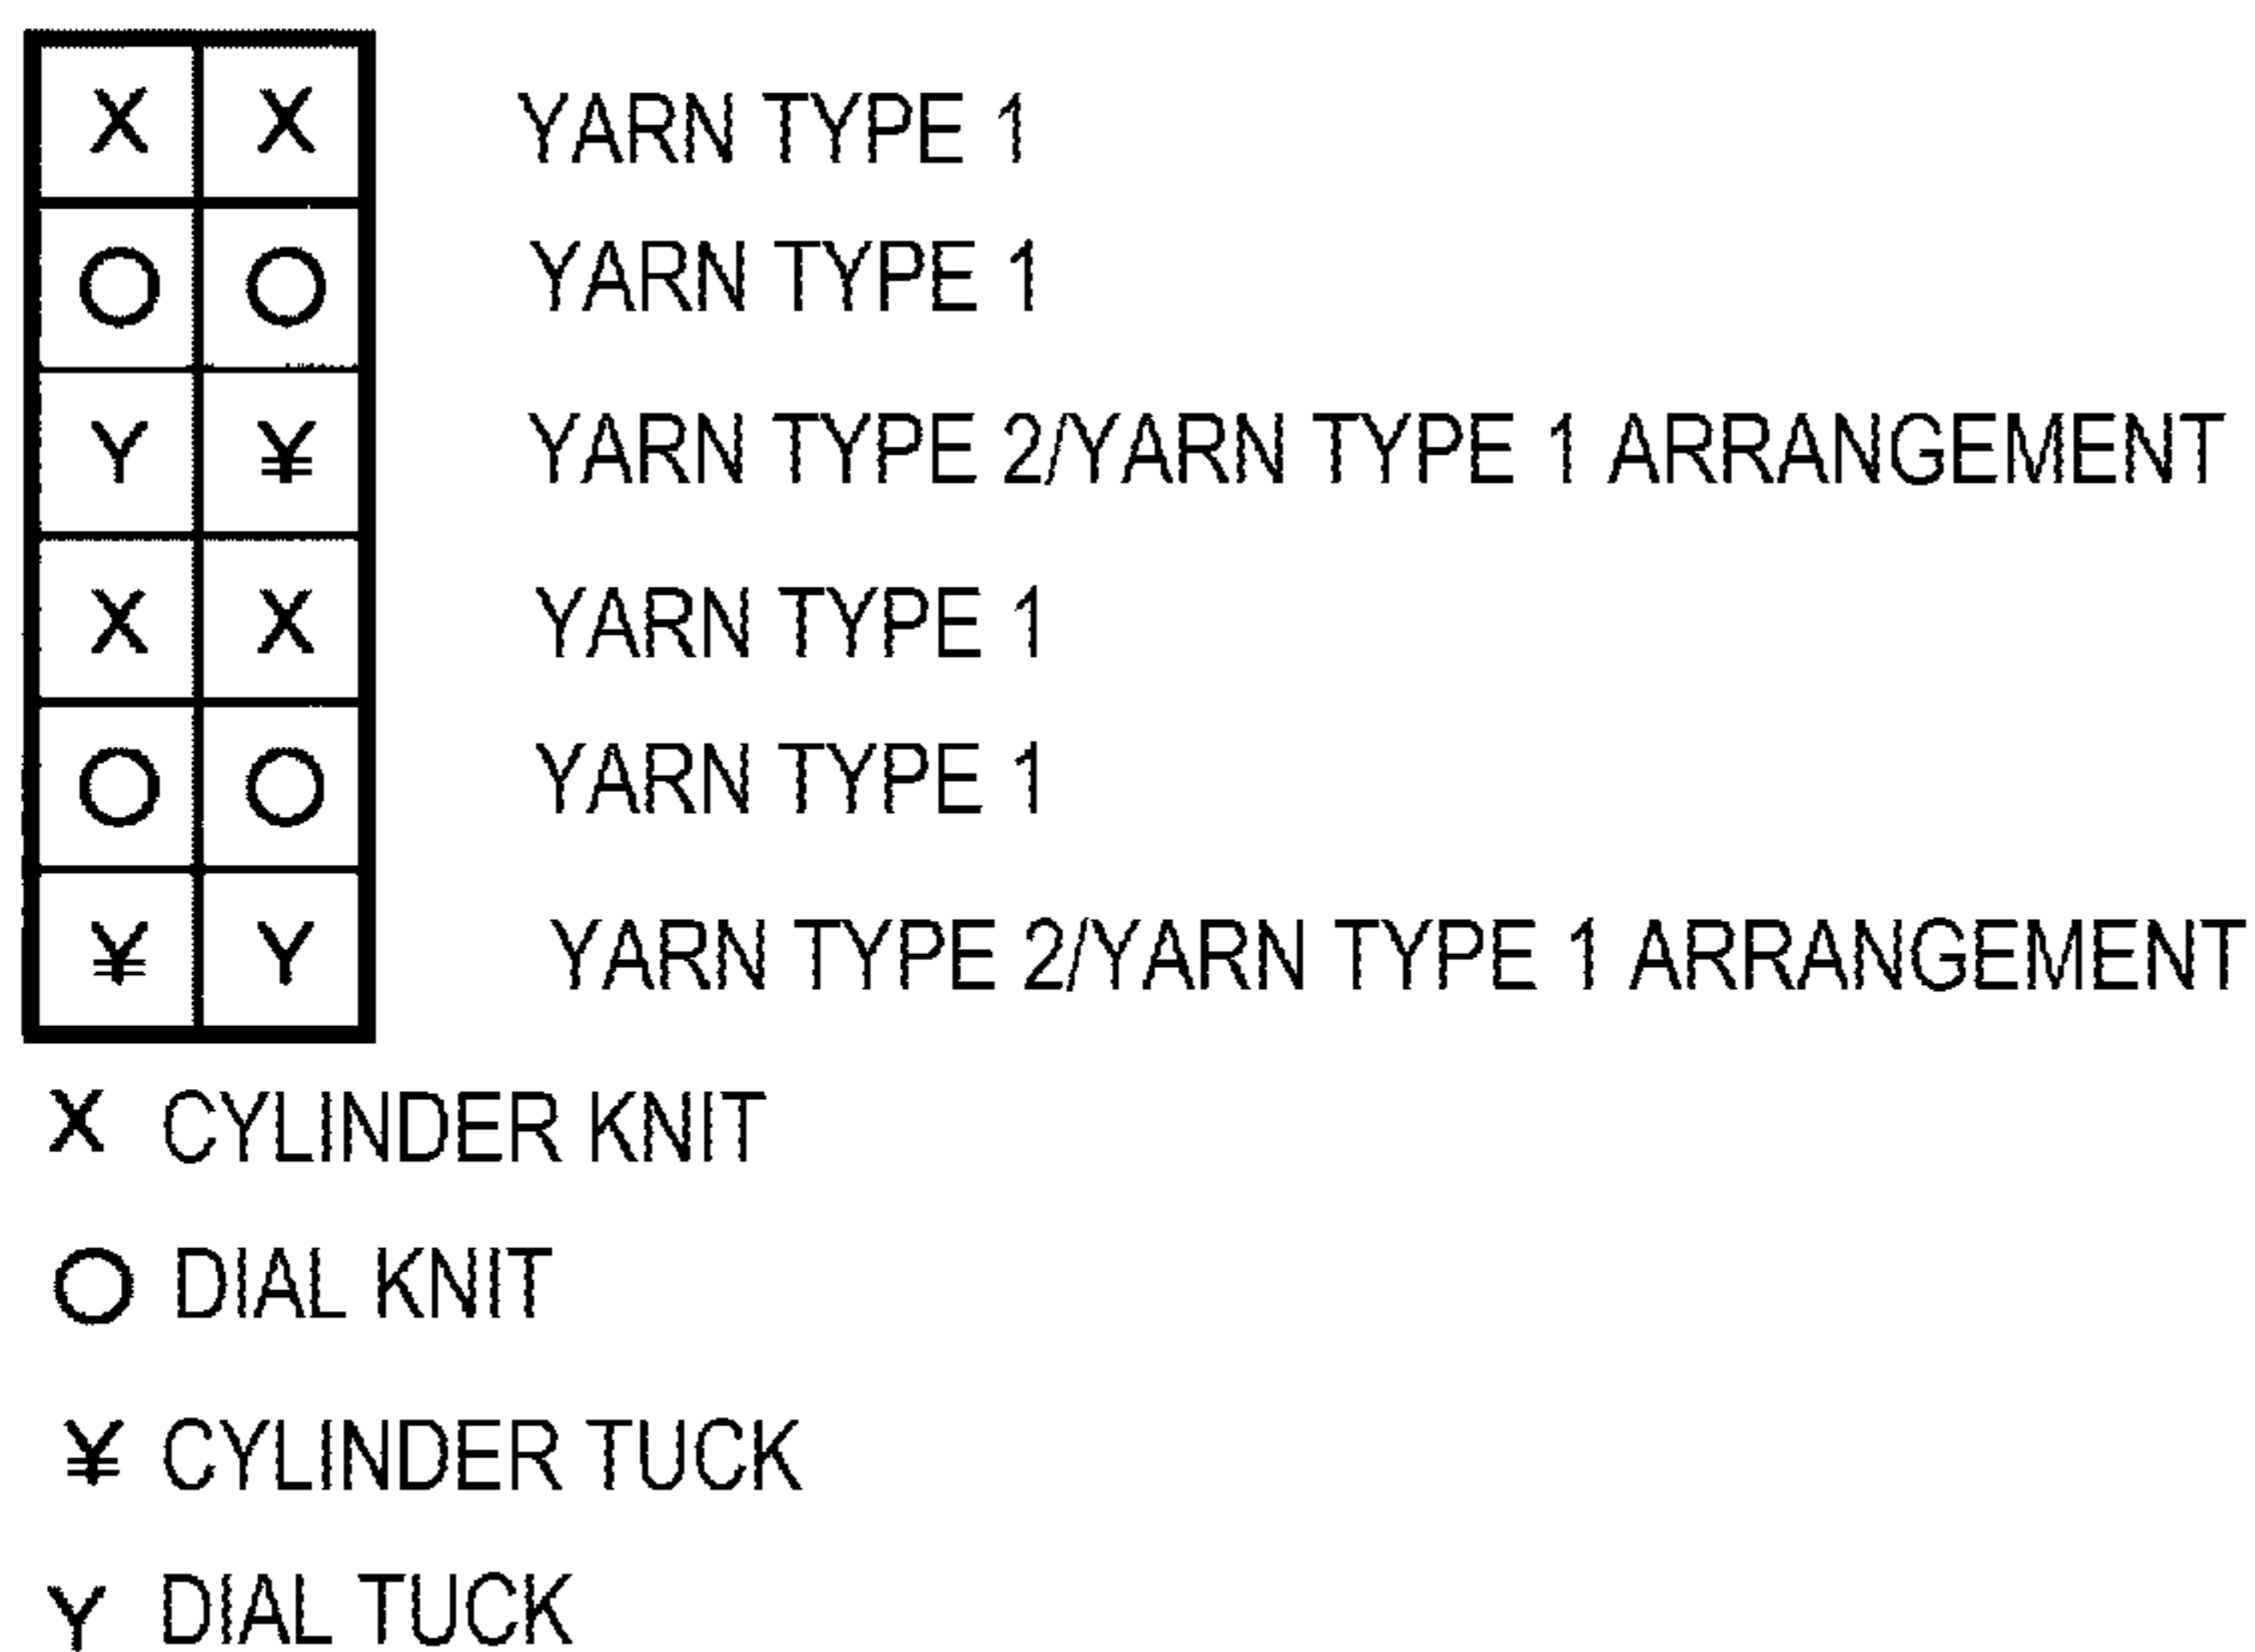 X X YARN TYPE 1
O O YARN TYPE 1
Y ¥ YARN TYPE 2/YARN TYPE 1 ARRANGEMENT
X X YARN TYPE 1
O O YARN TYPE 1
¥ Y YARN TYPE 2/YARN TYPE 1 ARRANGEMENT
X CYLINDER KNIT
O DIAL KNIT
¥ CYLINDER TUCK
Y DIAL TUCK